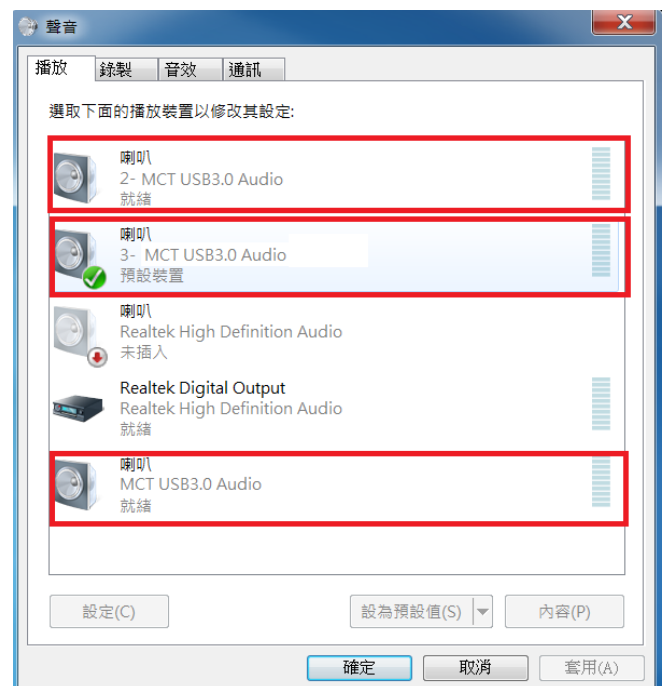 聲音
播放 錄製 音效 通訊
選取下面的播放裝置以修改其設定:
喇叭
2- MCT USB3.0 Audio
就緒
喇叭
3- MCT USB3.0 Audio
預設裝置
喇叭
Realtek High Definition Audio
未插入
Realtek Digital Output
Realtek High Definition Audio
就緒
喇叭
MCT USB3.0 Audio
就緒
設定(C) 設為預設值(S) 內容(P)
確定 取消 套用(A)